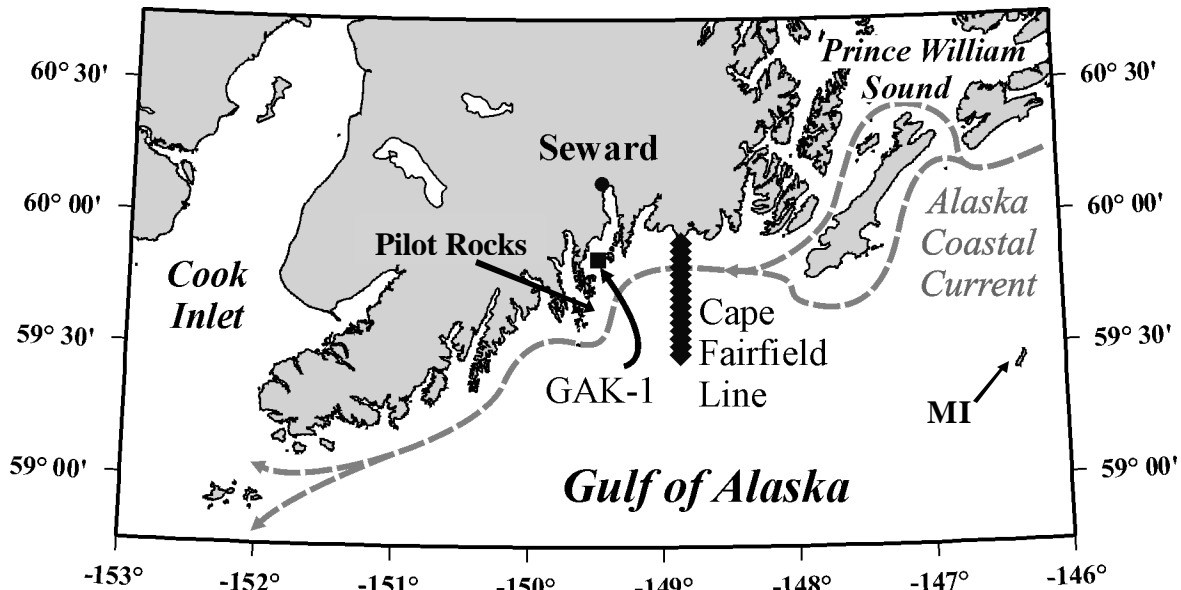 Prince William
Sound
60° 30'
60° 30'
Seward
60° 00'
60° 00'
Alaska
Coastal
Current
Pilot Rocks
Cook
Inlet
59° 30'
59° 30'
Cape
Fairfield
Line
GAK-1
MI
59° 00'
59° 00'
Gulf of Alaska
-153°
-152°
-151°
-150°
-149°
-148°
-147°
-146°